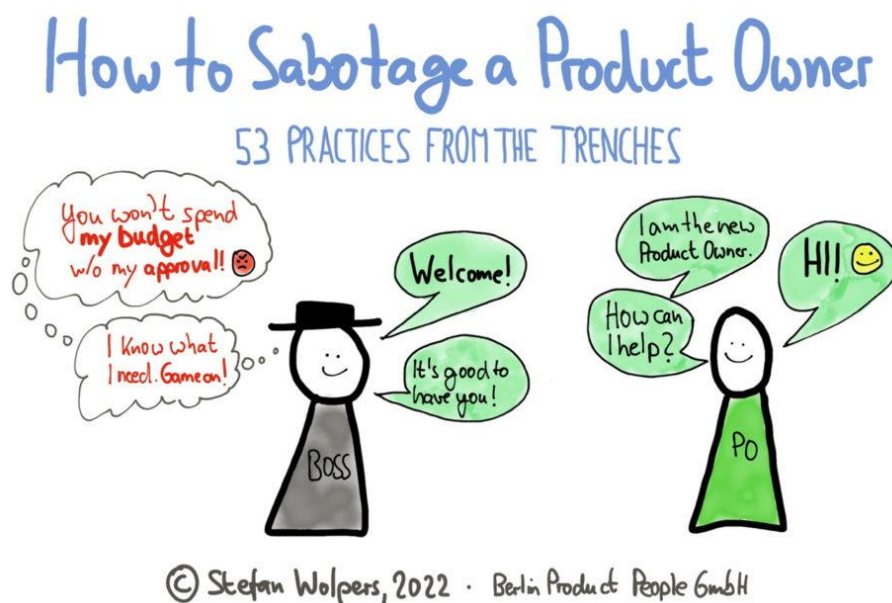 How to Sabotage a Product Owner
53 PRACTICES FROM THE TRENCHES
You won't spend
my budget
w/o my approval!
I know what
I need. Game on!
Welcome!
It's good to
have you!
BOSS
I am the new
Product Owner.
How can
I help?
HI!
PO
© Stefan Wolpers, 2022 · Berlin Product People GmbH